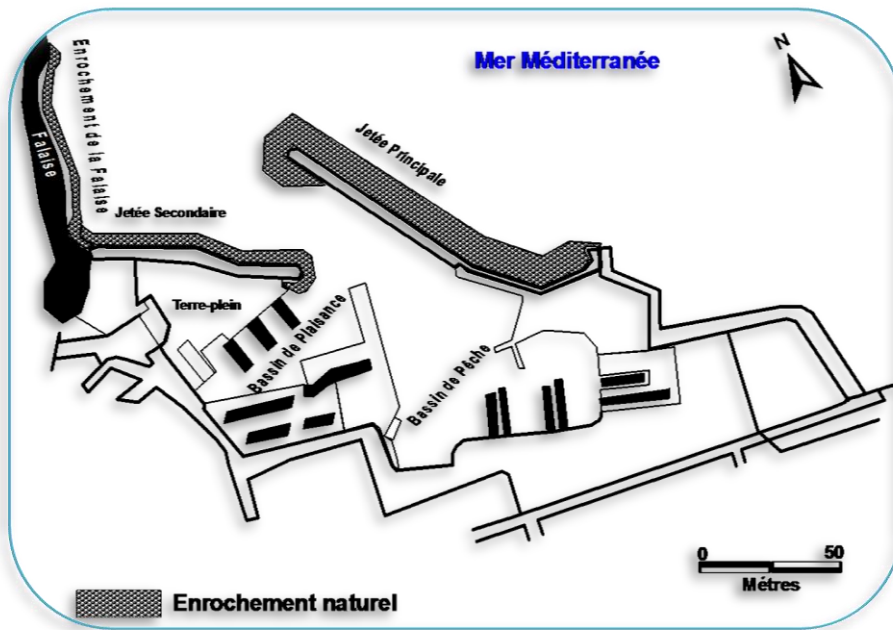 Mer Méditerranée
N
Enrochement de la Falaise
Falaise
Jetée Principale
Jetée Secondaire
Terre-plein
Bassin de Plaisance
Bassin de Pêche
0 50
Métres
Enrochement naturel